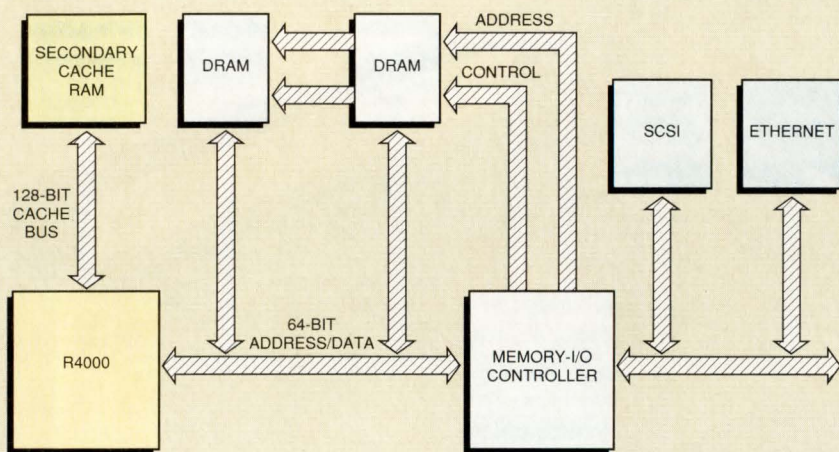 SECONDARY
CACHE
RAM
DRAM
DRAM
ADDRESS
CONTROL
SCSI
ETHERNET
128-BIT
CACHE
BUS
R4000
64-BIT
ADDRESS/DATA
MEMORY-I/O
CONTROLLER